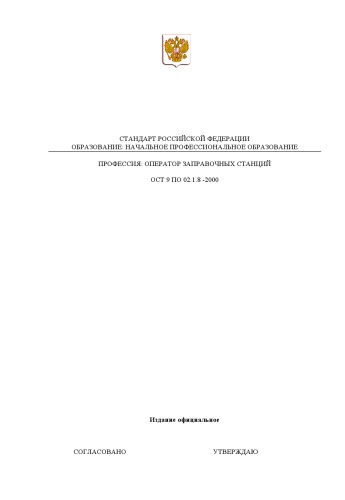 СТАНДАРТ РОССИЙСКОЙ ФЕДЕРАЦИИ
ОБРАЗОВАНИЕ: НАЧАЛЬНОЕ ПРОФЕССИОНАЛЬНОЕ ОБРАЗОВАНИЕ
ПРОФЕССИЯ: ОПЕРАТОР ЗАПРАВОЧНЫХ СТАНЦИЙ
ОСТ 9 ПО 02.1.8 -2000
Издание официальное
СОГЛАСОВАНО УТВЕРЖДАЮ